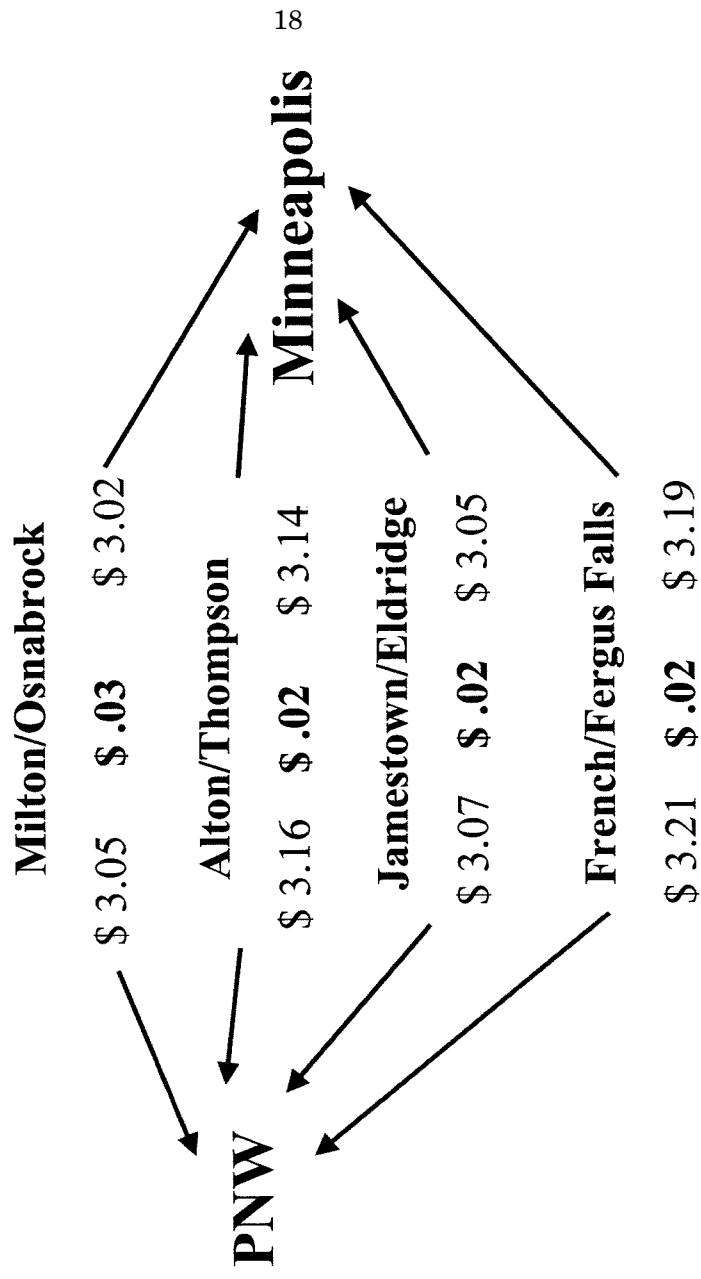 18
Milton/Osnabrock
$ 3.05 $ .03 $ 3.02
Alton/Thompson
$ 3.16 $ .02 $ 3.14
PNW
Minneapolis
Jamestown/Eldridge
$ 3.07 $ .02 $ 3.05
French/Fergus Falls
$ 3.21 $ .02 $ 3.19